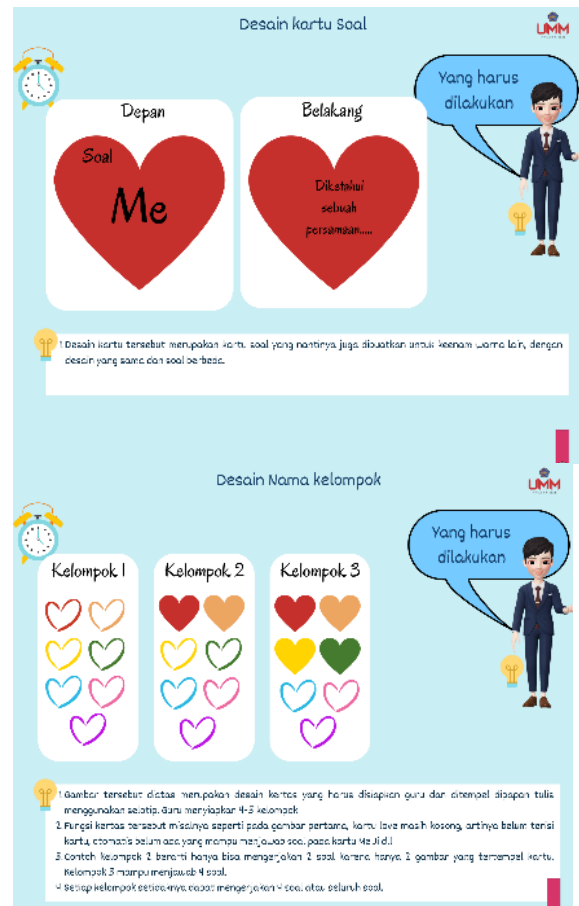 Desain kartu Soal
UMM
Yang harus
dilakukan
Depan
Belakang
Soal
Me
Diketahui
sebuah
persamaan....
1. Desain kartu tersebut merupakan kartu soal yang nantinya juga dibuatkan untuk keenam warna lain, dengan
desain yang sama dan soal berbeda.
Desain Nama kelompok
UMM
Yang harus
dilakukan
Kelompok 1
Kelompok 2
Kelompok 3
1. Gambar tersebut diatas merupakan desain kertas yang harus disiapkan guru dan ditempel dipapan tulis
menggunakan selotip. Guru menyiapkan 4-5 kelompok
2. Fungsi kertas tersebut misalnya seperti pada gambar pertama, kartu love masih kosong, artinya belum terisi
kartu, otomatis belum ada yang mampu menjawab soal pada kartu Me Ji
3. Contoh kelompok 2 berarti hanya bisa mengerjakan 2 soal karena hanya 2 gambar yang tertempel kartu.
Kelompok 3 mampu menjawab 4 soal.
4. Setiap kelompok setidaknya dapat mengerjakan 4 soal atau seluruh soal.